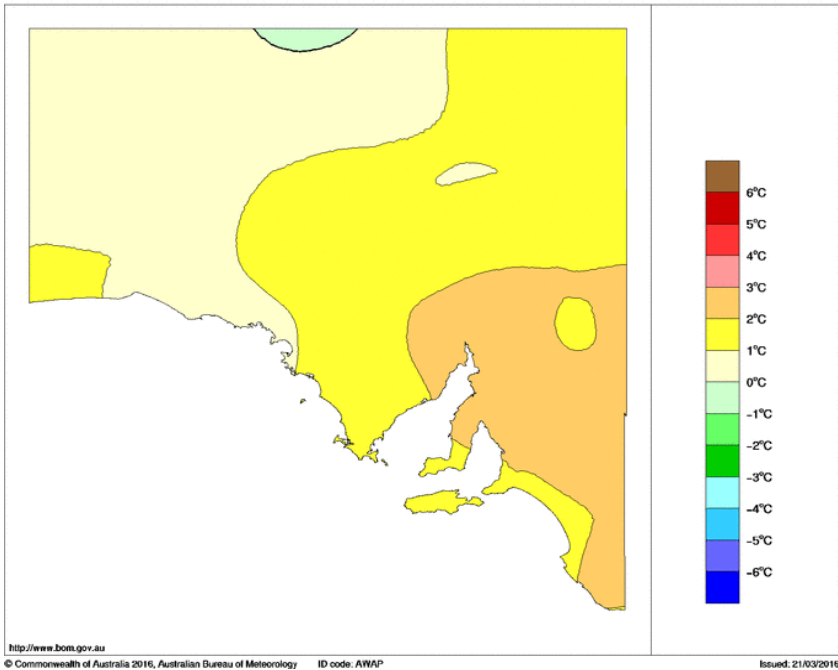 6°C
5°C
4°C
3°C
2°C
1°C
0°C
-1°C
-2°C
-3°C
-4°C
-5°C
-6°C
http://www.bom.gov.au
© Commonwealth of Australia 2016, Australian Bureau of Meteorology ID code: AWAP Issued: 21/03/2016